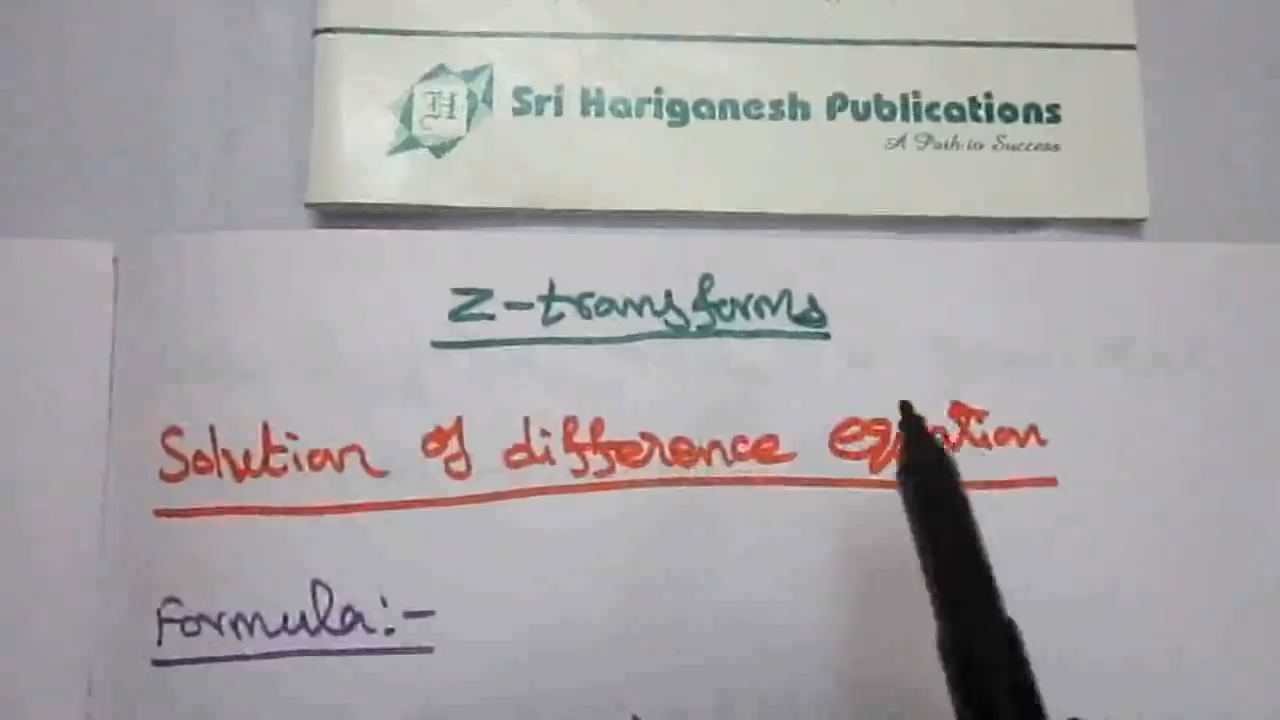 Sri Hariganesh Publications
A Path to Success
Z-transforms
Solution of difference equation
Formula:-